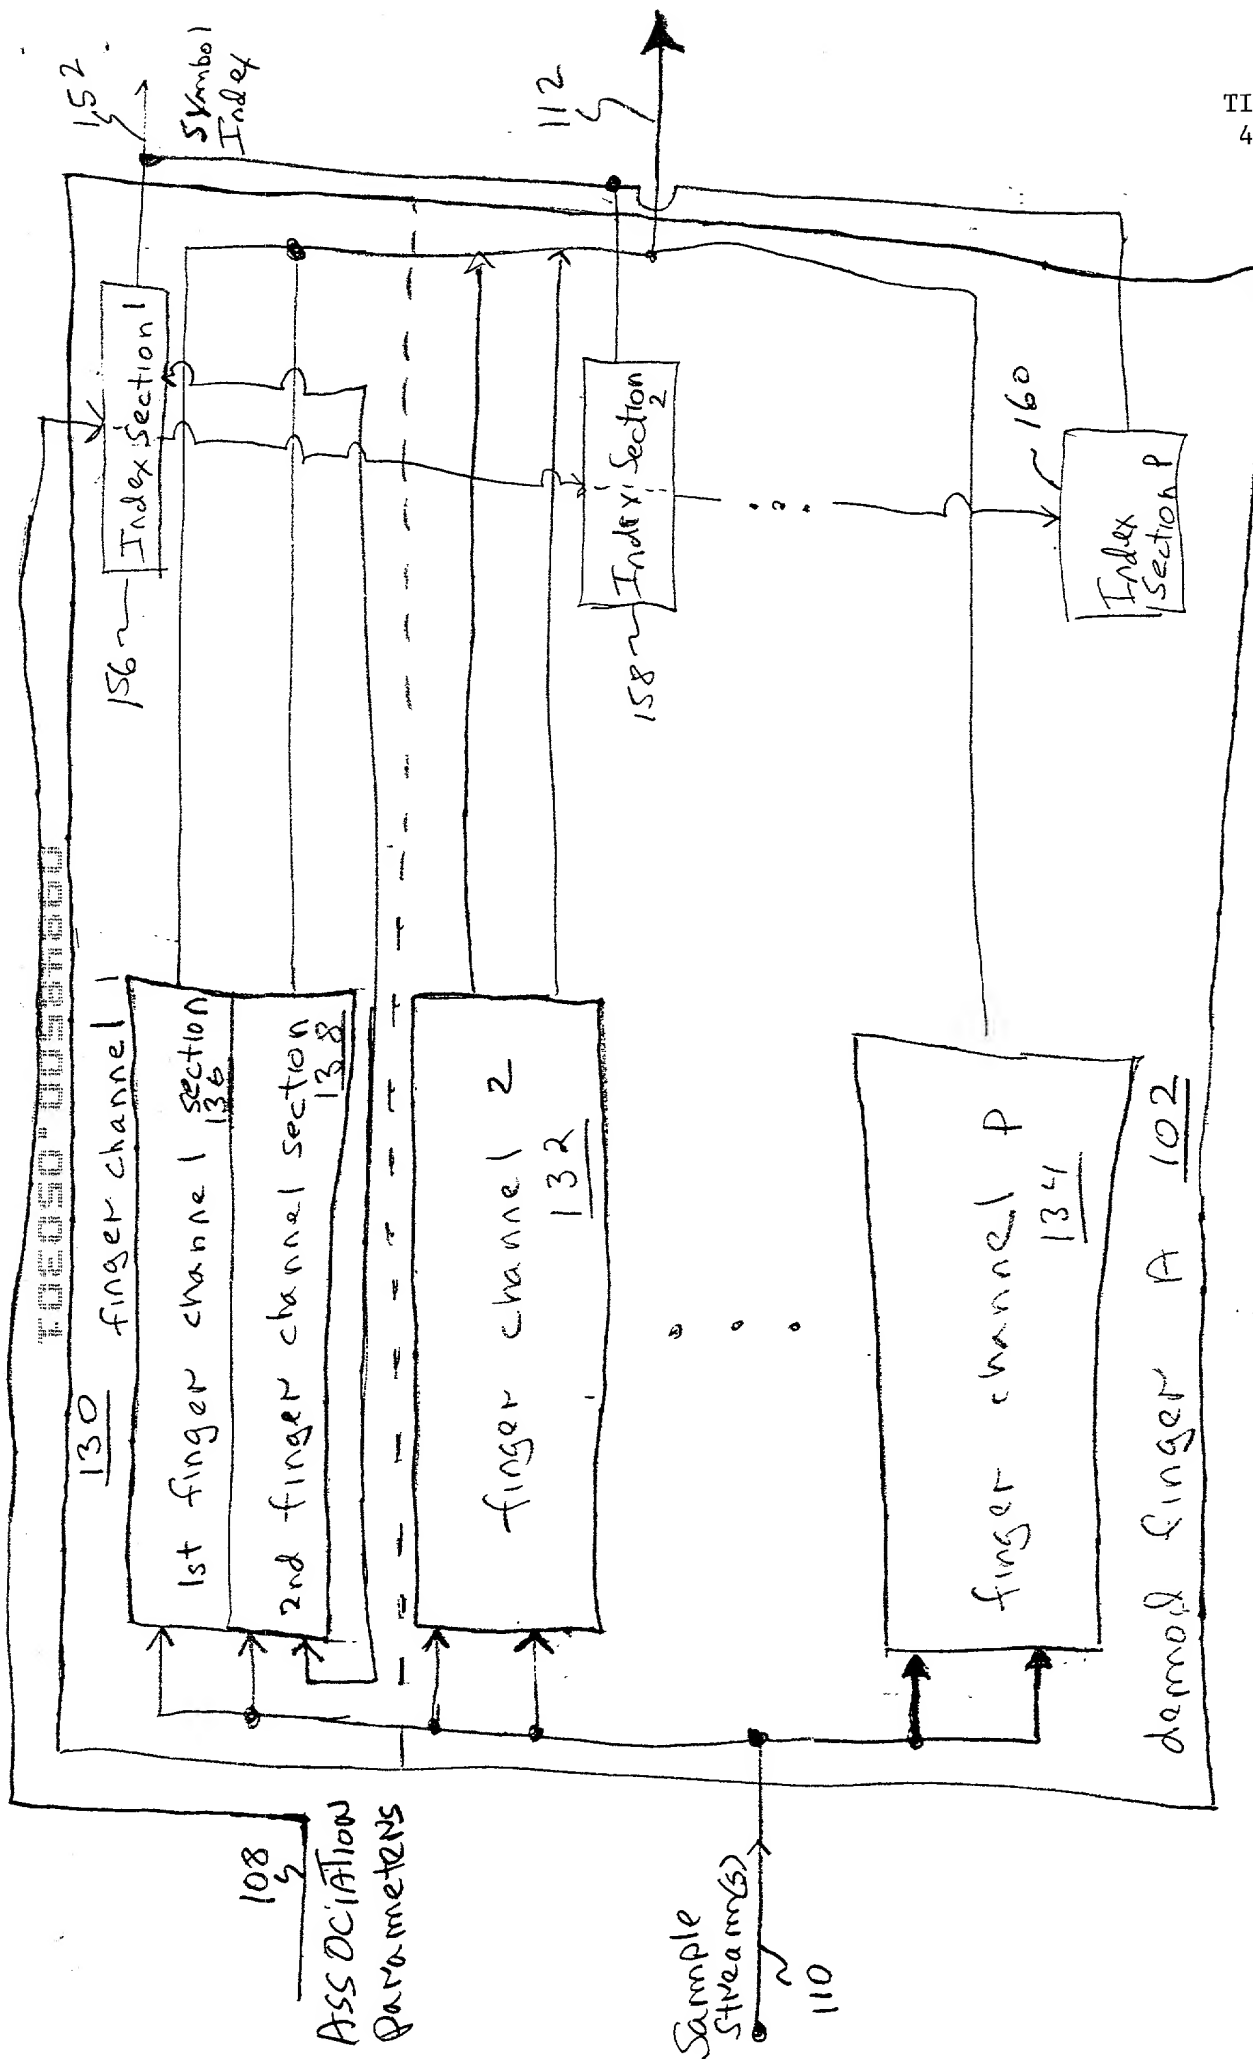 TI
4
152
Symbol
Index
112
Index Section 1
156
Index Section
2
158
160
Index
Section P
130
finger channel 1
1st finger channel section
136
2nd finger channel section
138
finger channel 2
132
finger channel P
134
demod finger A 102
108
ASSOCIATION
Parameters
Sample
Stream(s)
110